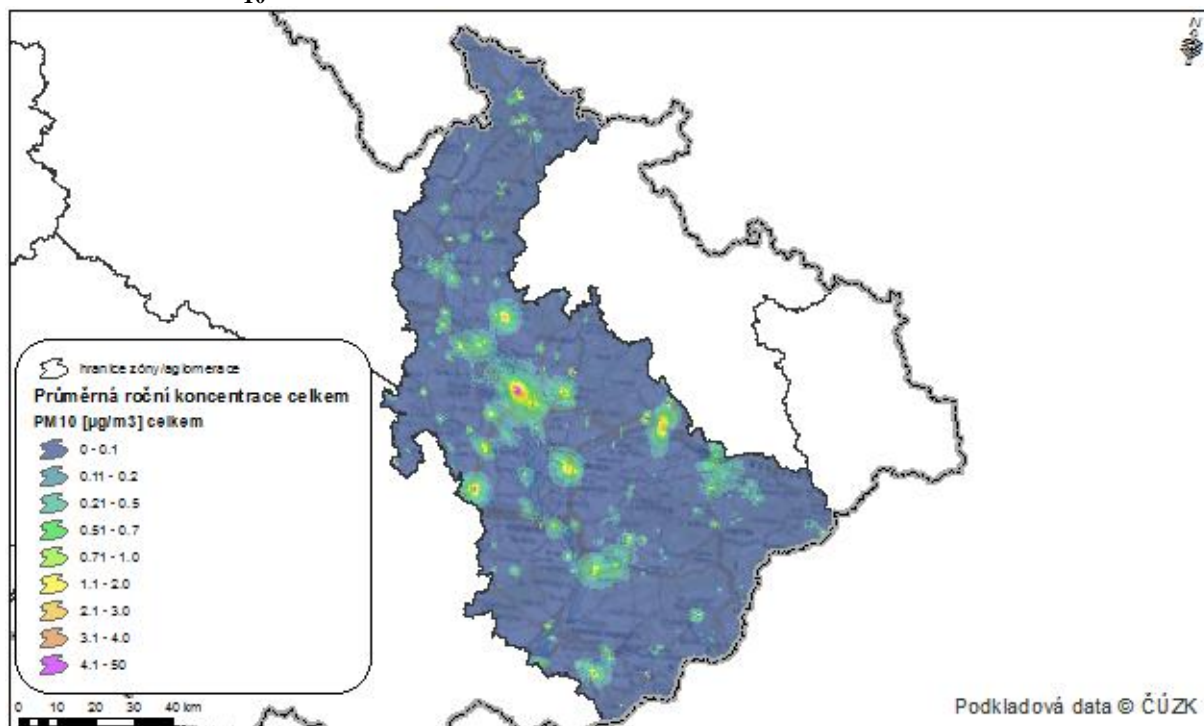 10
N
hranice zóny/aglomerace
Průměrná roční koncentrace celkem
PM10 [µg/m3] celkem
0 - 0.1
0.11 - 0.2
0.21 - 0.5
0.51 - 0.7
0.71 - 1.0
1.1 - 2.0
2.1 - 3.0
3.1 - 4.0
4.1 - 50
0 10 20 30 40 km
Podkladová data © ČÚZK